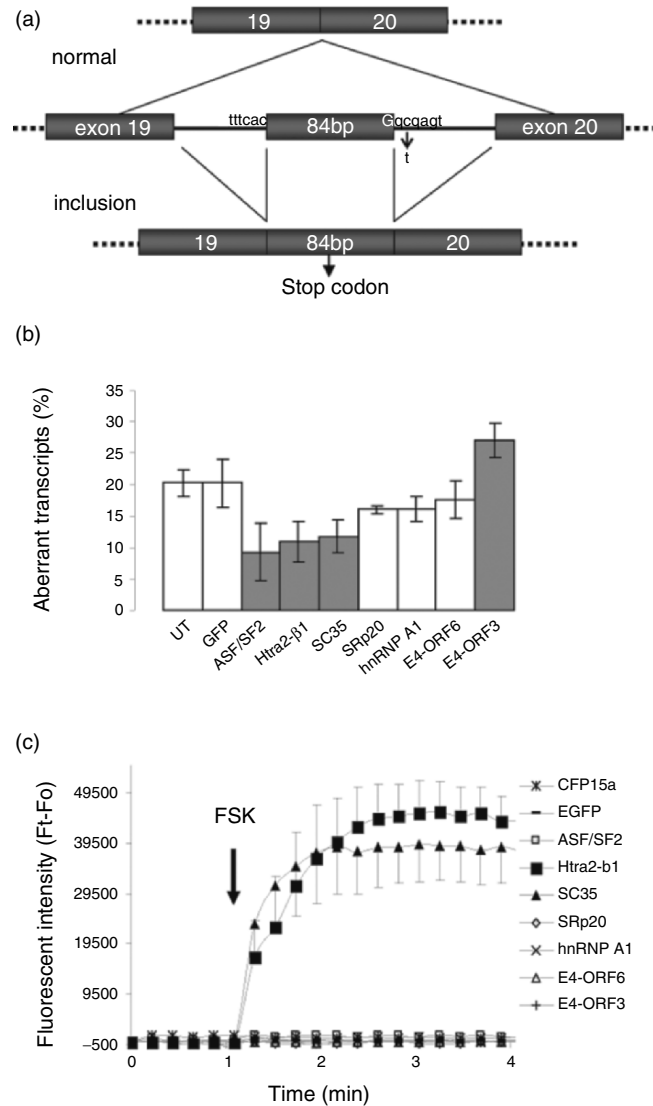 (a)
19 20
normal
exon 19 tttcac 84bp Ggcgagt exon 20
t
inclusion
19 84bp 20
Stop codon
(b)
Aberrant transcripts (%)
35
30
25
20
15
10
5
0
UT GFP ASF/SF2 Htra2-β1 SC35 SRp20 hnRNP A1 E4-ORF6 E4-ORF3
(c)
Fluorescent intensity (Ft-Fo)
49500
39500
29500
19500
9500
–500
FSK
0 1 2 3 4
Time (min)
CFP15a
EGFP
ASF/SF2
Htra2-b1
SC35
SRp20
hnRNP A1
E4-ORF6
E4-ORF3